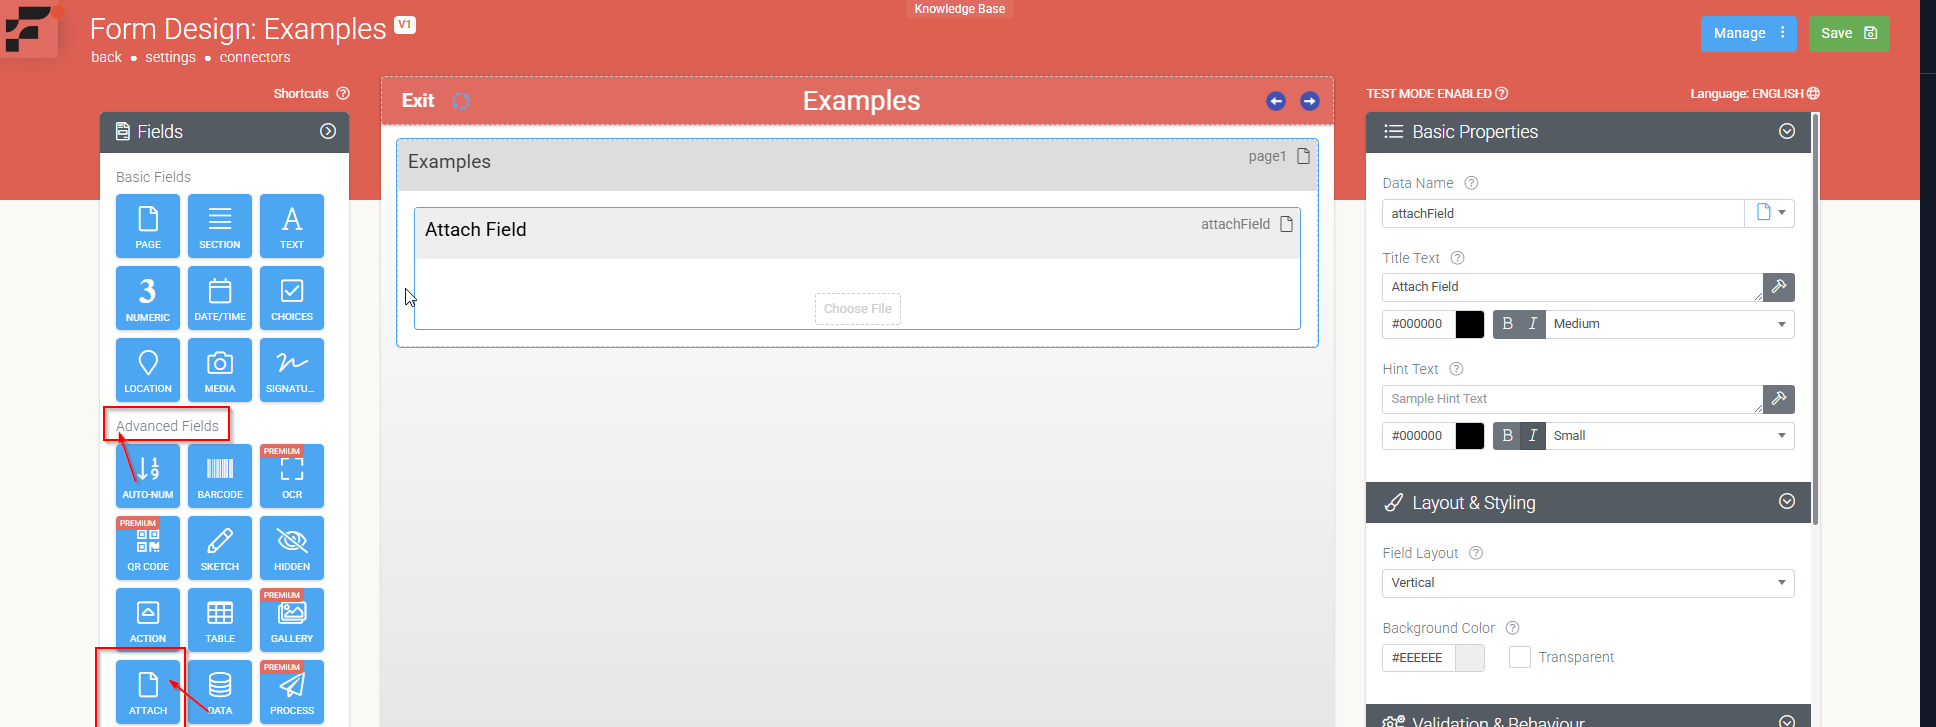 Knowledge Base
Form Design: Examples V1
back • settings • connectors
Manage
Save
Shortcuts
Fields
Basic Fields
PAGE
SECTION
TEXT
3
NUMERIC
DATE/TIME
CHOICES
LOCATION
MEDIA
SIGNATU...
Advanced Fields
AUTO-NUM
BARCODE
PREMIUM
OCR
PREMIUM
QR CODE
SKETCH
HIDDEN
ACTION
TABLE
PREMIUM
GALLERY
ATTACH
DATA
PREMIUM
PROCESS
Exit
Examples
Examples
page1
Attach Field
attachField
Choose File
TEST MODE ENABLED
Language: ENGLISH
Basic Properties
Data Name
attachField
Title Text
Attach Field
#000000
B I
Medium
Hint Text
Sample Hint Text
#000000
B I
Small
Layout & Styling
Field Layout
Vertical
Background Color
#EEEEEE
Transparent
Validation & Behaviour